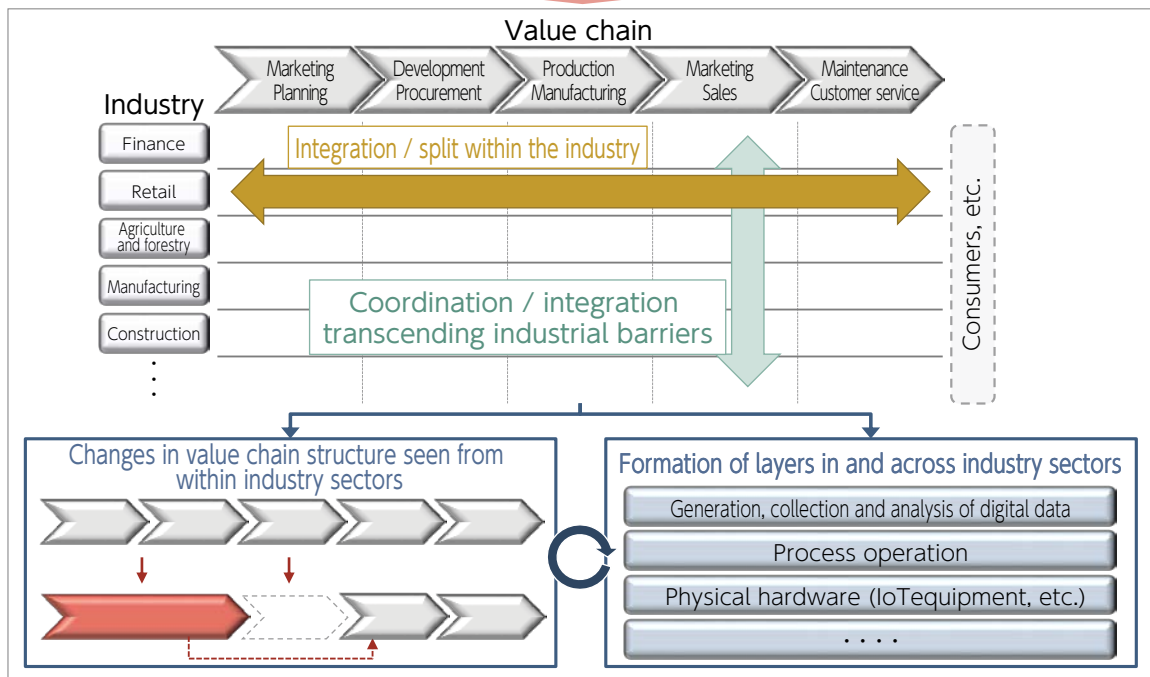 Value chain
Marketing
Planning
Development
Procurement
Production
Manufacturing
Marketing
Sales
Maintenance
Customer service
Industry
Finance
Retail
Agriculture
and forestry
Manufacturing
Construction
· · ·
Integration / split within the industry
Coordination / integration
transcending industrial barriers
Consumers, etc.
Changes in value chain structure seen from
within industry sectors
Formation of layers in and across industry sectors
Generation, collection and analysis of digital data
Process operation
Physical hardware (IoTequipment, etc.)
· · · ·